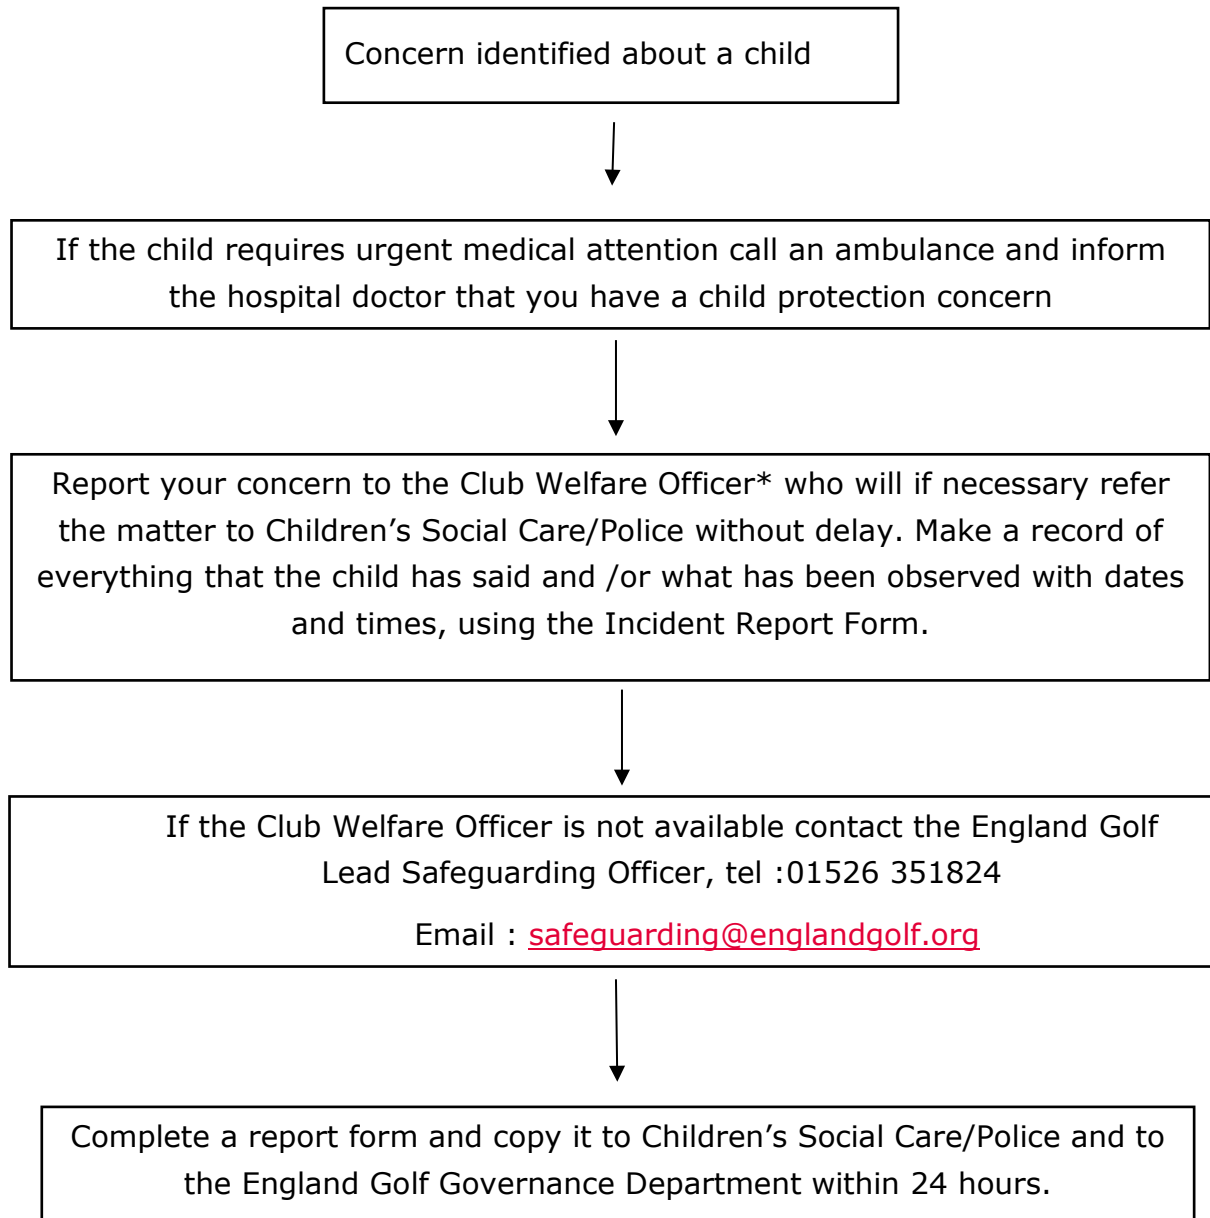 Concern identified about a child
If the child requires urgent medical attention call an ambulance and inform
the hospital doctor that you have a child protection concern
Report your concern to the Club Welfare Officer* who will if necessary refer
the matter to Children’s Social Care/Police without delay. Make a record of
everything that the child has said and /or what has been observed with dates
and times, using the Incident Report Form.
If the Club Welfare Officer is not available contact the England Golf
Lead Safeguarding Officer, tel :01526 351824
Email : safeguarding@englandgolf.org
Complete a report form and copy it to Children’s Social Care/Police and to
the England Golf Governance Department within 24 hours.